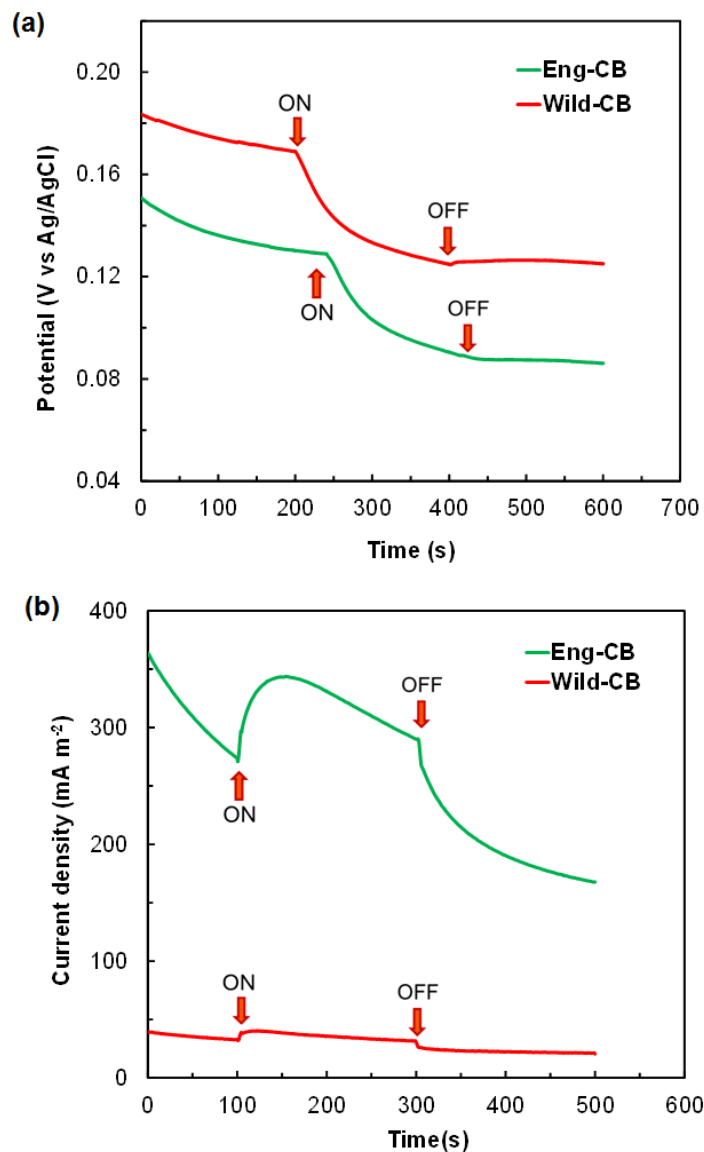 (a)
0.20
0.16
0.12
0.08
0.04
Potential (V vs Ag/AgCl)
Eng-CB
Wild-CB
ON
OFF
ON
OFF
0 100 200 300 400 500 600 700
Time (s)
(b)
400
300
200
100
0
Current density (mA m-2)
Eng-CB
Wild-CB
OFF
ON
ON
OFF
0 100 200 300 400 500 600
Time(s)